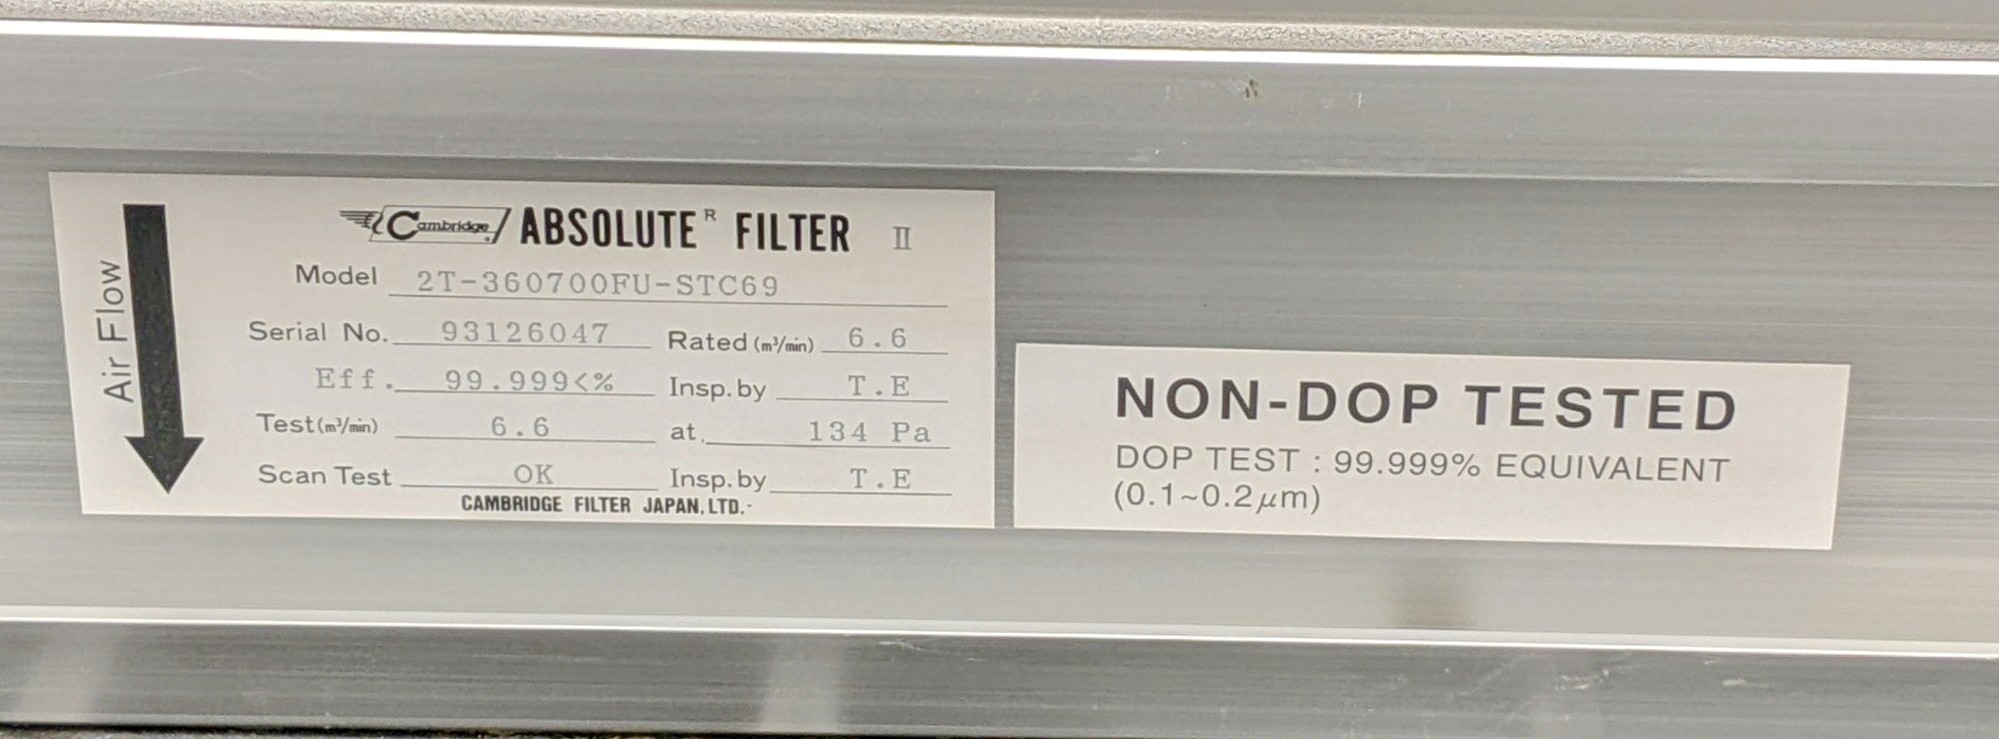 Air Flow
Cambridge ABSOLUTE R FILTER II
Model 2T-360700FU-STC69
Serial No. 93126047 Rated (m³/min) 6.6
Eff. 99.999<% Insp. by T.E
Test (m³/min) 6.6 at. 134 Pa
Scan Test OK Insp. by T.E
CAMBRIDGE FILTER JAPAN, LTD.
NON-DOP TESTED
DOP TEST : 99.999% EQUIVALENT
(0.1~0.2μm)